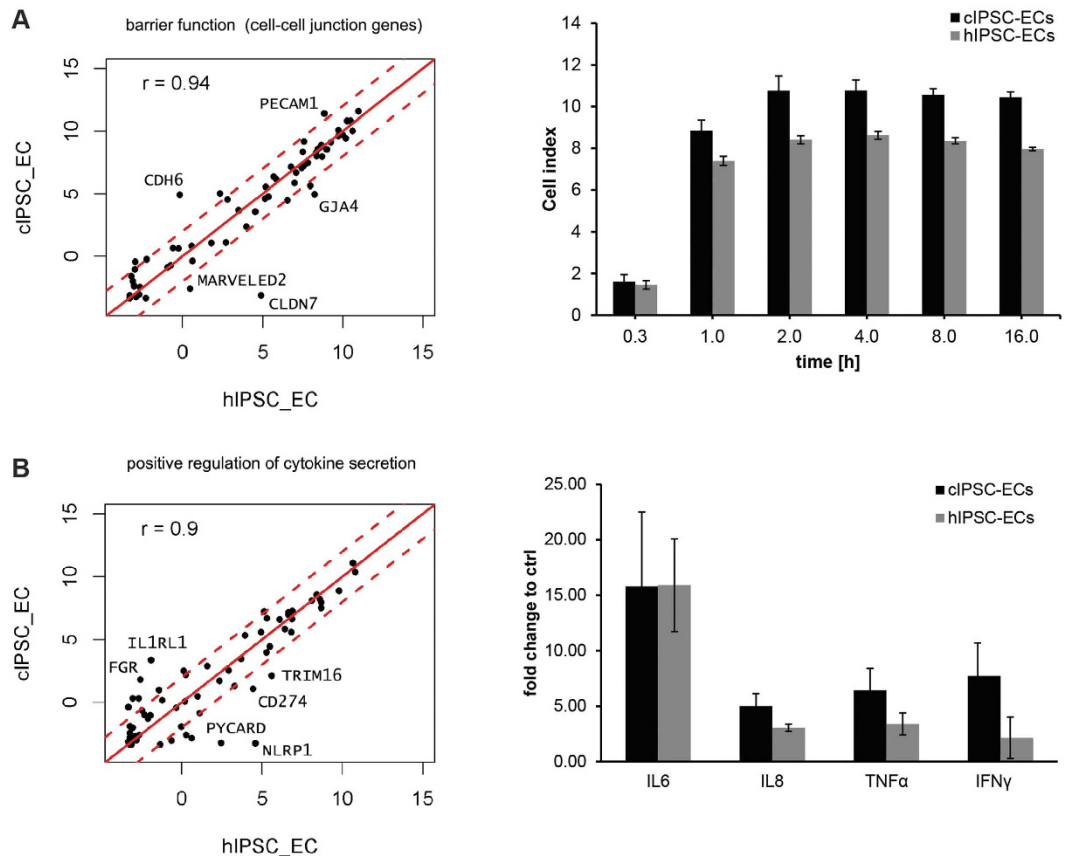 A
barrier function (cell-cell junction genes)
r = 0.94
PECAM1
CDH6
GJA4
MARVELED2
CLDN7
15
10
5
0
cIPSC_EC
0
5
10
15
hIPSC_EC
cIPSC-ECs
hIPSC-ECs
14
12
10
8
6
4
2
0
Cell index
0.3
1.0
2.0
4.0
8.0
16.0
time [h]
B
positive regulation of cytokine secretion
r = 0.9
IL1RL1
FGR
TRIM16
CD274
PYCARD
NLRP1
15
10
5
0
cIPSC_EC
0
5
10
15
hIPSC_EC
cIPSC-ECs
hIPSC-ECs
25.00
20.00
15.00
10.00
5.00
0.00
fold change to ctrl
IL6
IL8
TNFα
IFNγ